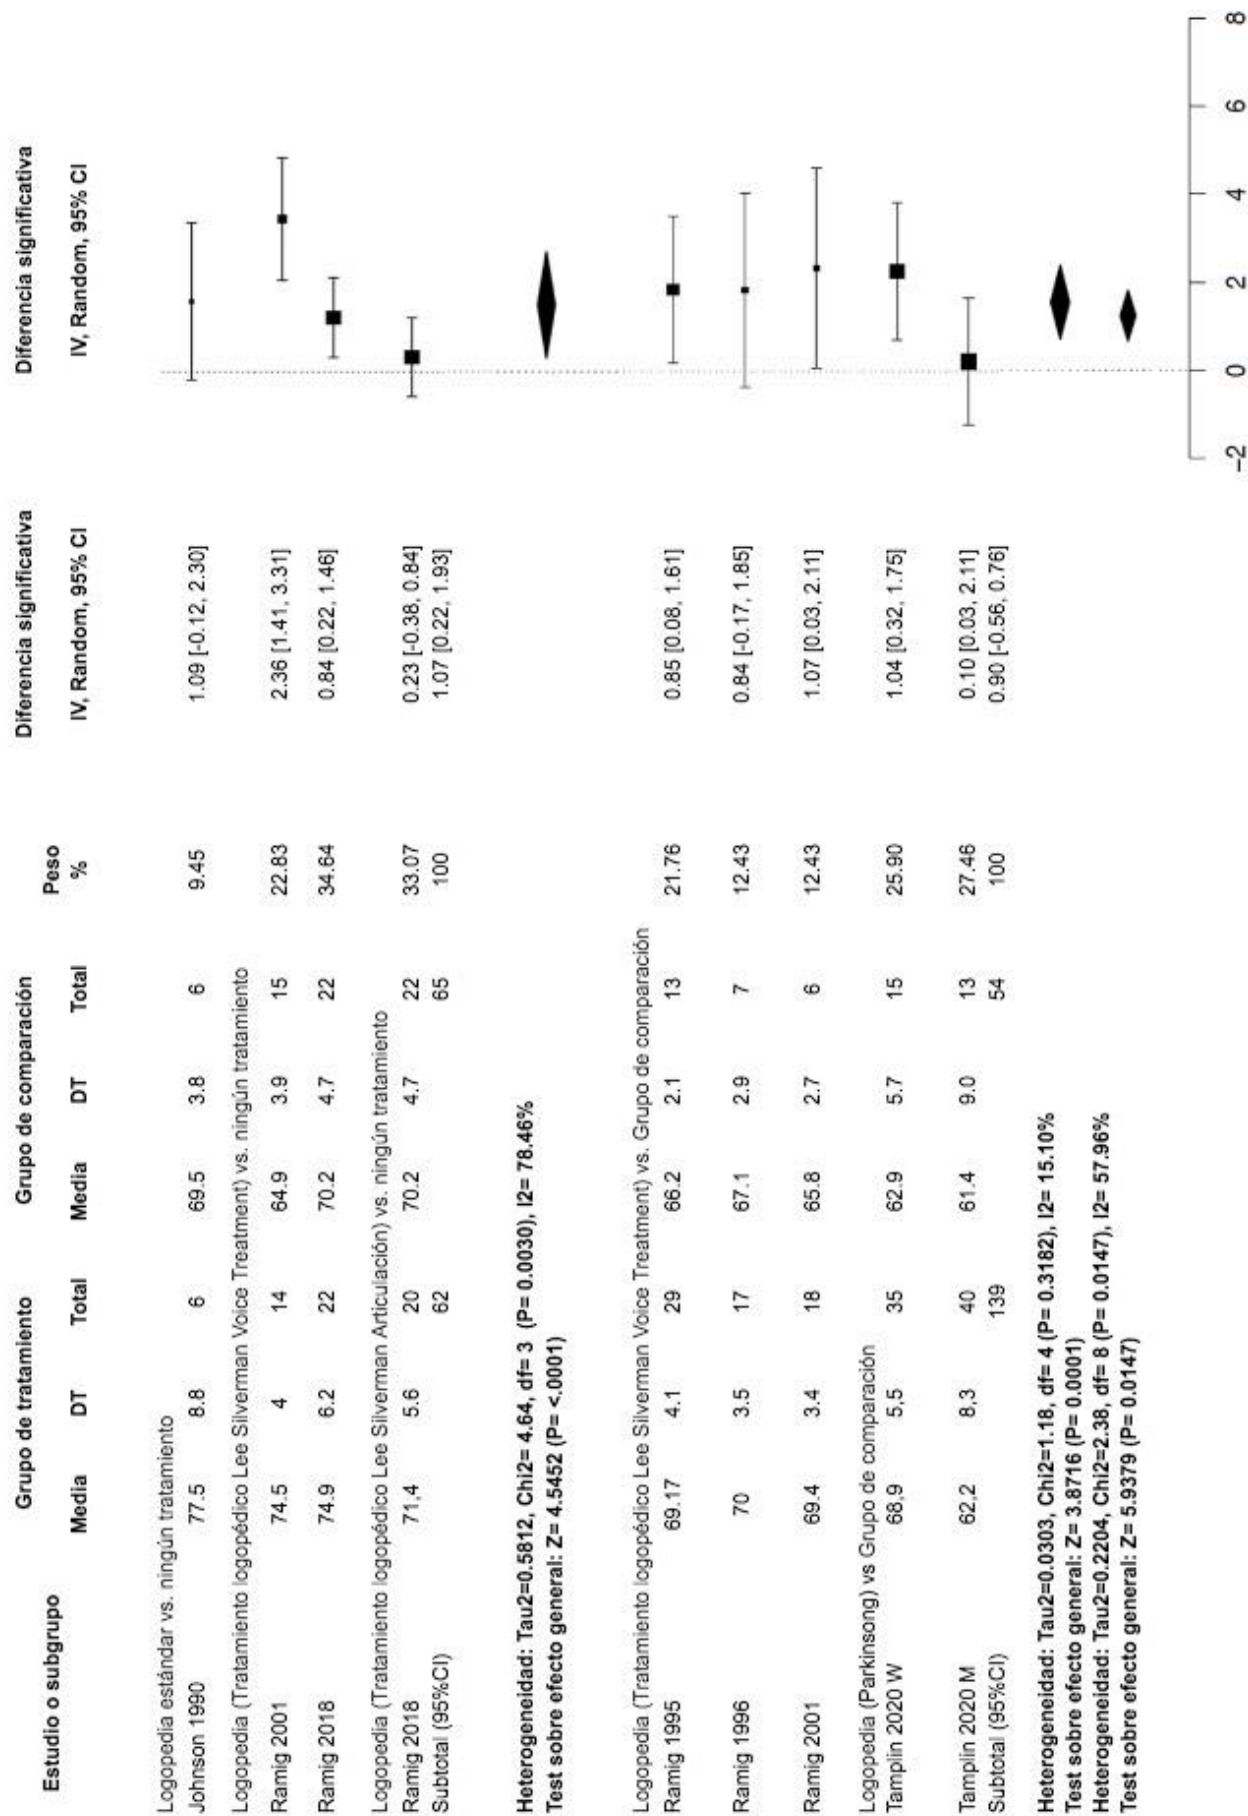 Estudio o subgrupo Grupo de tratamiento Grupo de comparación Peso Diferencia significativa Diferencia significativa
Media DT Total Media DT Total % IV, Random, 95% CI IV, Random, 95% CI
Logopedia estándar vs. ningún tratamiento
Johnson 1990 77.5 8.8 6 69.5 3.8 6 9.45 1.09 [-0.12, 2.30]
Logopedia (Tratamiento logopédico Lee Silverman Voice Treatment) vs. ningún tratamiento
Ramig 2001 74.5 4 14 64.9 3.9 15 22.83 2.36 [1.41, 3.31]
Ramig 2018 74.9 6.2 22 70.2 4.7 22 34.64 0.84 [0.22, 1.46]
Logopedia (Tratamiento logopédico Lee Silverman Articulación) vs. ningún tratamiento
Ramig 2018 71,4 5.6 20 70.2 4.7 22 33.07 0.23 [-0.38, 0.84]
Subtotal (95%CI) 62 65 100 1.07 [0.22, 1.93]
Heterogeneidad: Tau2=0.5812, Chi2= 4.64, df= 3 (P= 0.0030), I2= 78.46%
Test sobre efecto general: Z= 4.5452 (P= <.0001)
Logopedia (Tratamiento logopédico Lee Silverman Voice Treatment) vs. Grupo de comparación
Ramig 1995 69.17 4.1 29 66.2 2.1 13 21.76 0.85 [0.08, 1.61]
Ramig 1996 70 3.5 17 67.1 2.9 7 12.43 0.84 [-0.17, 1.85]
Ramig 2001 69.4 3.4 18 65.8 2.7 6 12.43 1.07 [0.03, 2.11]
Logopedia (Parkinsong) vs Grupo de comparación
Tamplin 2020 W 68,9 5,5 35 62.9 5.7 15 25.90 1.04 [0.32, 1.75]
Tamplin 2020 M 62,2 8,3 40 61.4 9.0 13 27.46 0.10 [0.03, 2.11]
Subtotal (95%CI) 139 54 100 0.90 [-0.56, 0.76]
Heterogeneidad: Tau2=0.0303, Chi2=1.18, df= 4 (P= 0.3182), I2= 15.10%
Test sobre efecto general: Z= 3.8716 (P= 0.0001)
Heterogeneidad: Tau2=0.2204, Chi2=2.38, df= 8 (P= 0.0147), I2= 57.96%
Test sobre efecto general: Z= 5.9379 (P= 0.0147)
−2 0 2 4 6 8